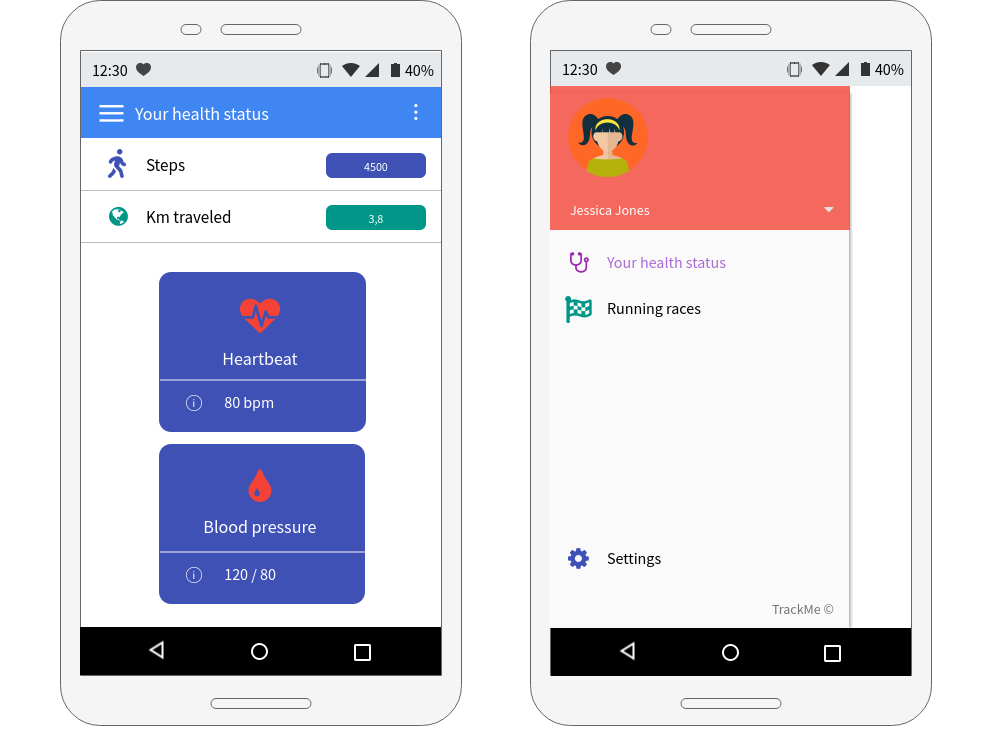 12:30
40%
Your health status
Steps
4500
Km traveled
3,8
Heartbeat
80 bpm
Blood pressure
120 / 80
12:30
40%
Jessica Jones
Your health status
Running races
Settings
TrackMe ©